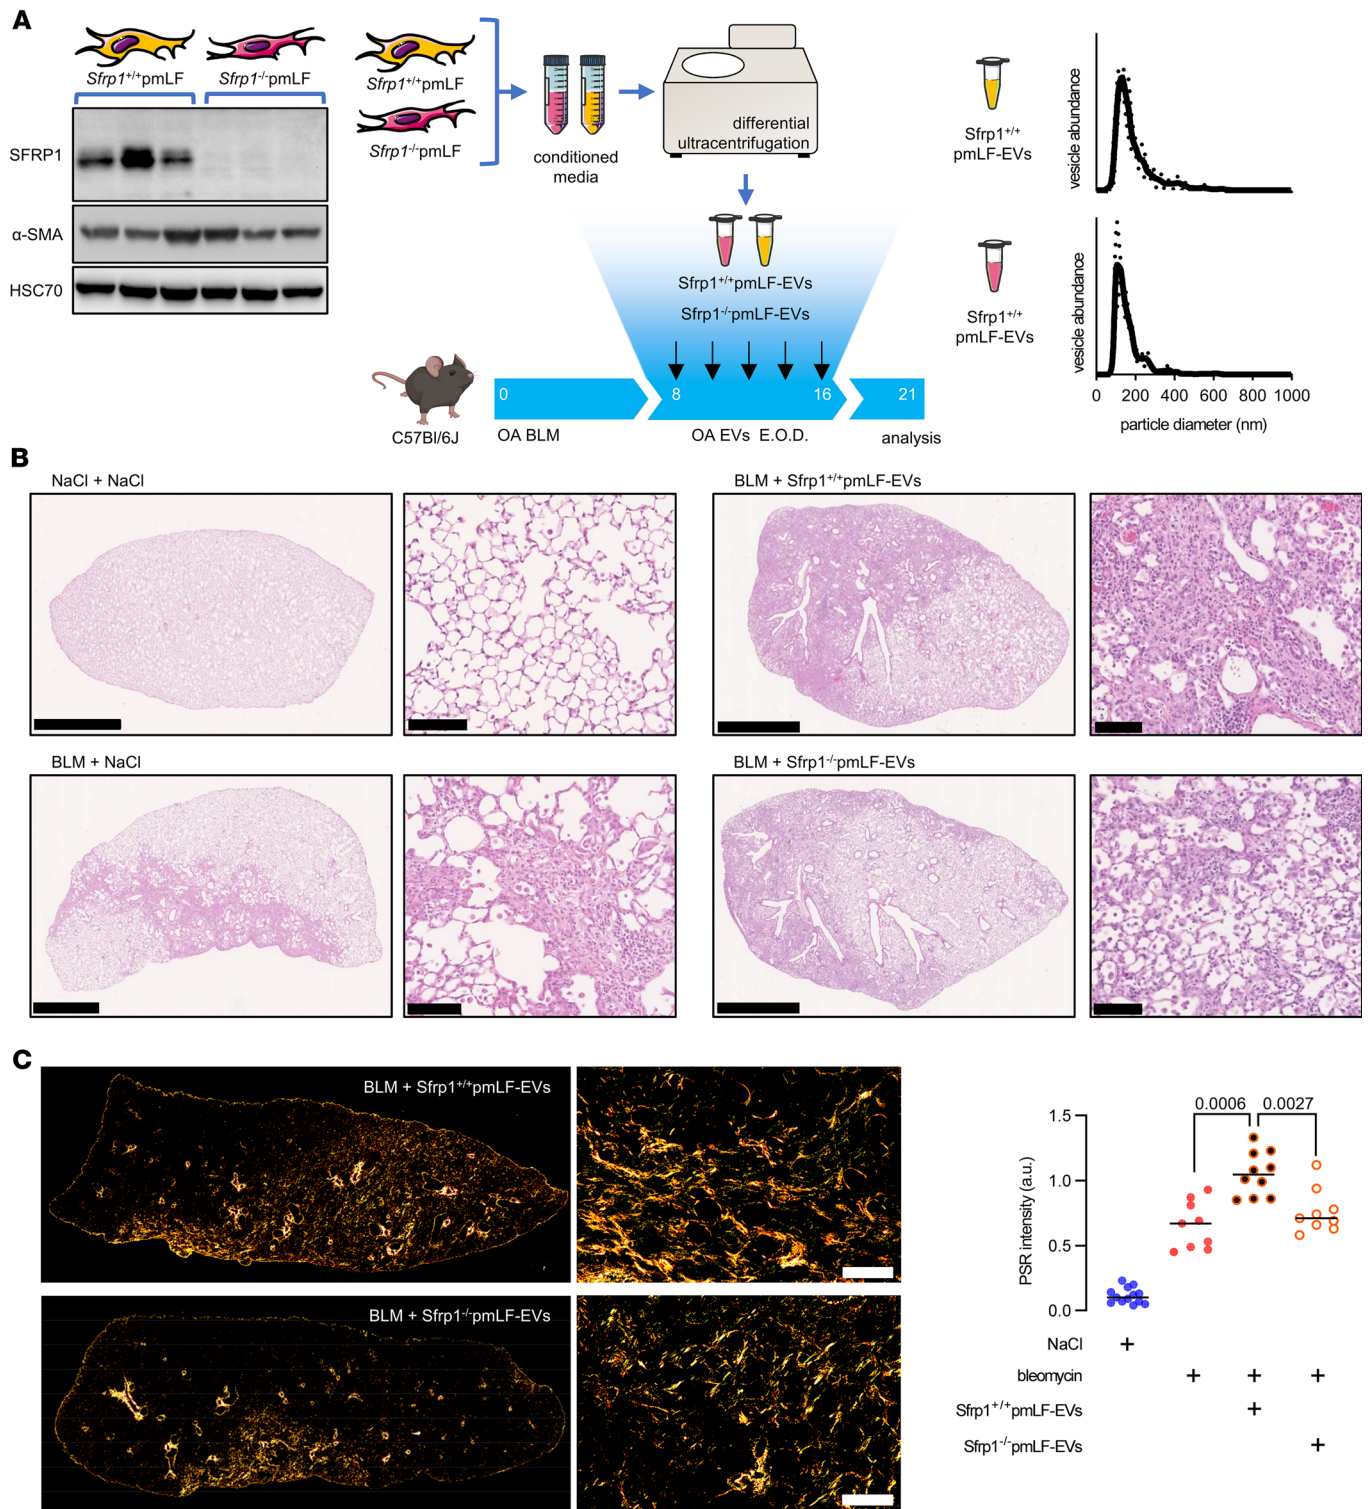 A
Sfrp1+/+pmLF
Sfrp1-/-pmLF
SFRP1
α-SMA
HSC70
Sfrp1+/+pmLF
Sfrp1-/-pmLF
conditioned
media
differential
ultracentrifugation
Sfrp1+/+pmLF-EVs
Sfrp1-/-pmLF-EVs
0
8
16
21
C57Bl/6J
OA BLM
OA EVs E.O.D.
analysis
Sfrp1+/+
pmLF-EVs
vesicle abundance
Sfrp1+/+
pmLF-EVs
vesicle abundance
0 200 400 600 800 1000
particle diameter (nm)
B
NaCl + NaCl
BLM + Sfrp1+/+pmLF-EVs
BLM + NaCl
BLM + Sfrp1-/-pmLF-EVs
C
BLM + Sfrp1+/+pmLF-EVs
BLM + Sfrp1-/-pmLF-EVs
0.0006 0.0027
PSR intensity (a.u.)
1.5
1.0
0.5
0.0
NaCl +
bleomycin + + +
Sfrp1+/+pmLF-EVs +
Sfrp1-/-pmLF-EVs +